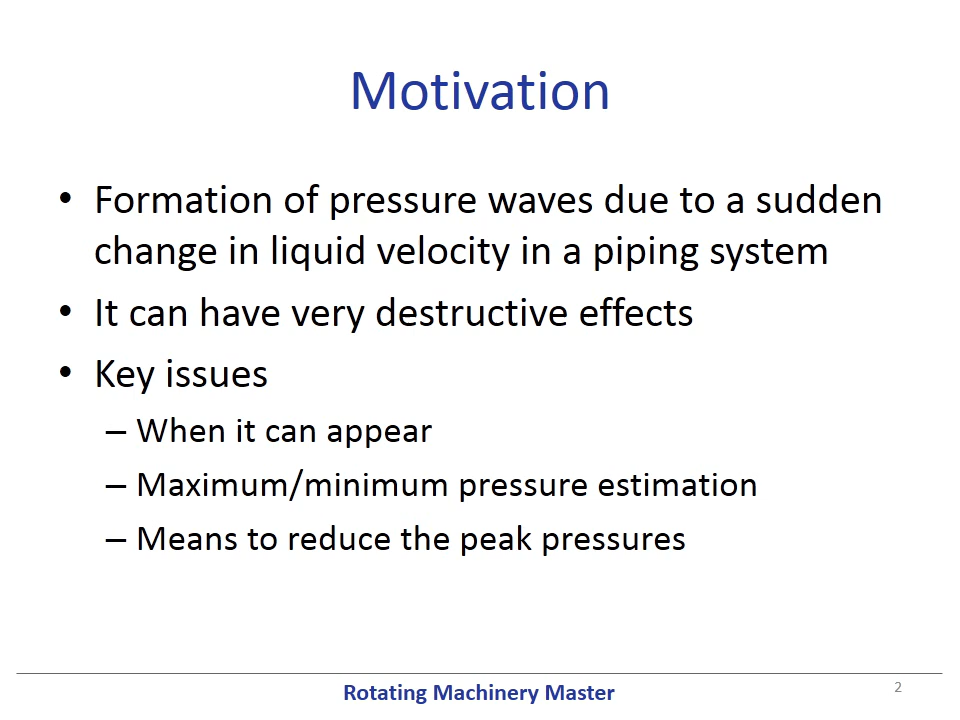 Motivation
• Formation of pressure waves due to a sudden
change in liquid velocity in a piping system
• It can have very destructive effects
• Key issues
– When it can appear
– Maximum/minimum pressure estimation
– Means to reduce the peak pressures
Rotating Machinery Master
2